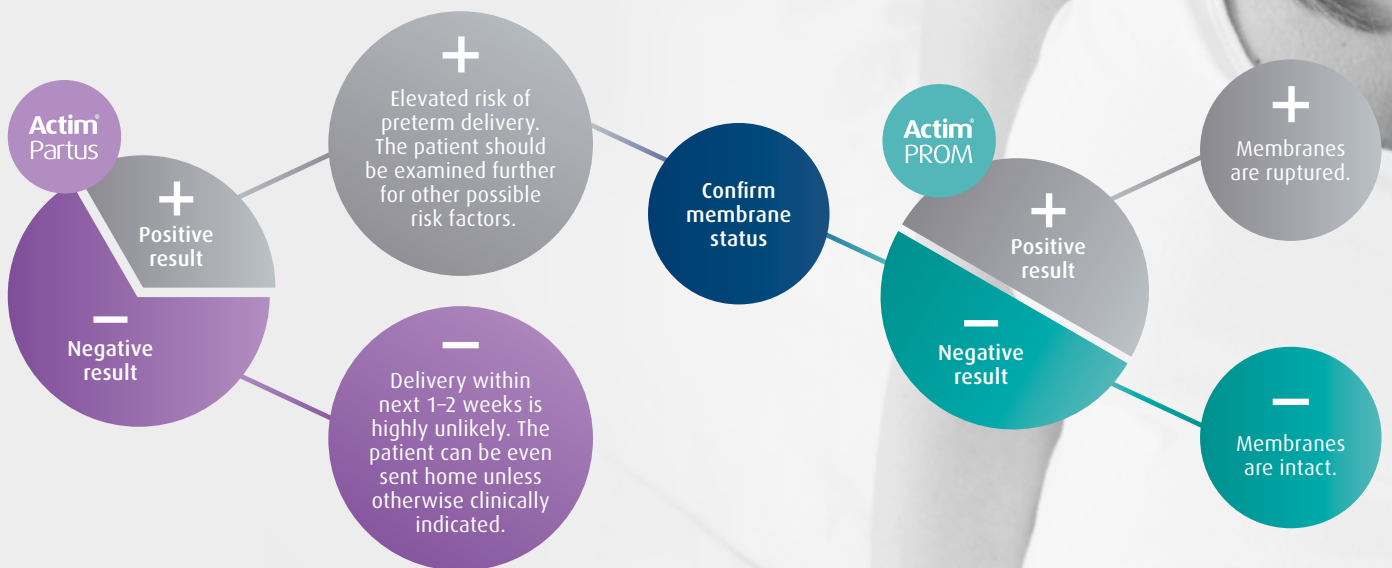 Actim®
Partus
+
Positive
result
−
Negative
result
+
Elevated risk of
preterm delivery.
The patient should
be examined further
for other possible
risk factors.
−
Delivery within
next 1–2 weeks is
highly unlikely. The
patient can be even
sent home unless
otherwise clinically
indicated.
Confirm
membrane
status
Actim®
PROM
+
Positive
result
−
Negative
result
+
Membranes
are ruptured.
−
Membranes
are intact.